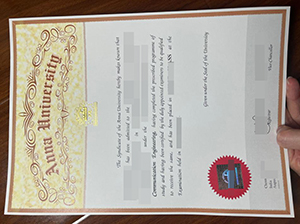 Anna University
The Syndicate of the Anna University hereby makes known that
has been admitted to the
in
under the
Communication Engineering, having completed the prescribed programme of
study and having been certified by the duly appointed examiners to be qualified
to receive the same, and has been placed in
at the
Examination held in
Given under the Seal of the University
Registrar
Vice-Chancellor